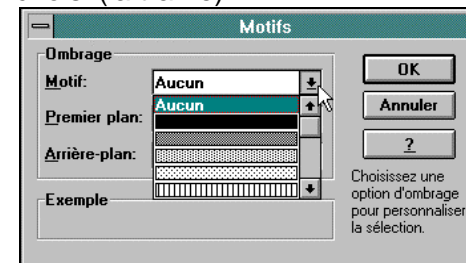 Motifs
Ombrage
Motif:
Aucun
Aucun
Premier plan:
Arrière-plan:
Exemple
OK
Annuler
?
Choisissez une
option d'ombrage
pour personnaliser
la sélection.